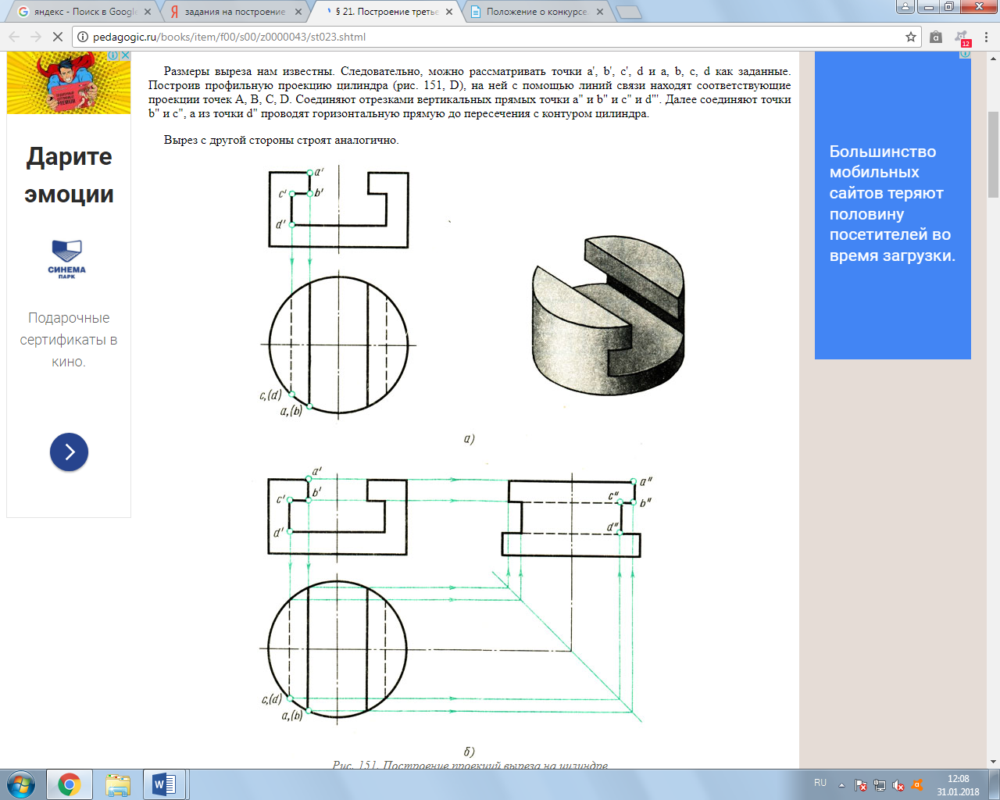 яндекс - Поиск в Google
задания на построение
§ 21. Построение третье
Положение о конкурсе.
pedagogic.ru/books/item/f00/s00/z0000043/st023.shtml
12
Размеры выреза нам известны. Следовательно, можно рассматривать точки a', b', c', d и a, b, c, d как заданные.
Построив профильную проекцию цилиндра (рис. 151, D), на ней с помощью линий связи находят соответствующие
проекции точек A, B, C, D. Соединяют отрезками вертикальных прямых точки a" и b" и c" и d"'. Далее соединяют точки
b" и c", а из точки d" проводят горизонтальную прямую до пересечения с контуром цилиндра.
Вырез с другой стороны строят аналогично.
Дарите
эмоции
СИНЕМА
ПАРК
Подарочные
сертификаты в
кино.
Большинство
мобильных
сайтов теряют
половину
посетителей во
время загрузки.
a'
c' b'
d'
c,(d)
a,(b)
а)
a' a"
c' b' c" b"
d' d"
c,(d)
a,(b)
б)
Рис. 151. Построение проекций выреза на цилиндре
RU
12:08
31.01.2018